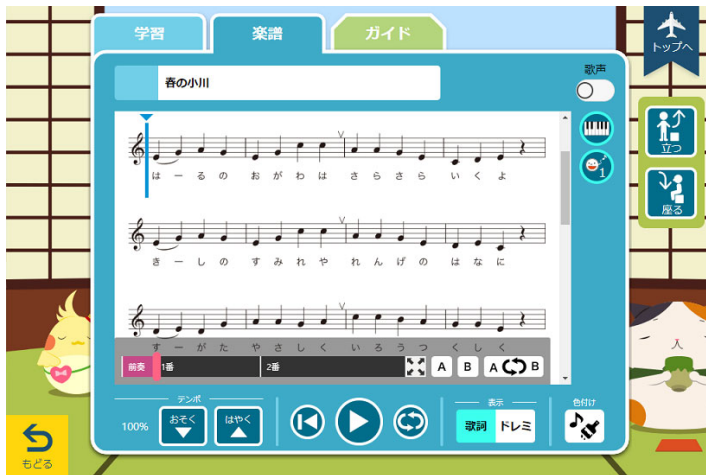 学習
楽譜
ガイド
トップへ
春の小川
歌声
はーるの おがわは さらさら いくよ
1
立つ
座る
きーしの すみれや れんげの はなに
すーがた やさしく いろうつ くしく
前奏
1番
2番
A
B
A B
テンポ
100%
おそく
はやく
表示
歌詞
ドレミ
色付け
もどる